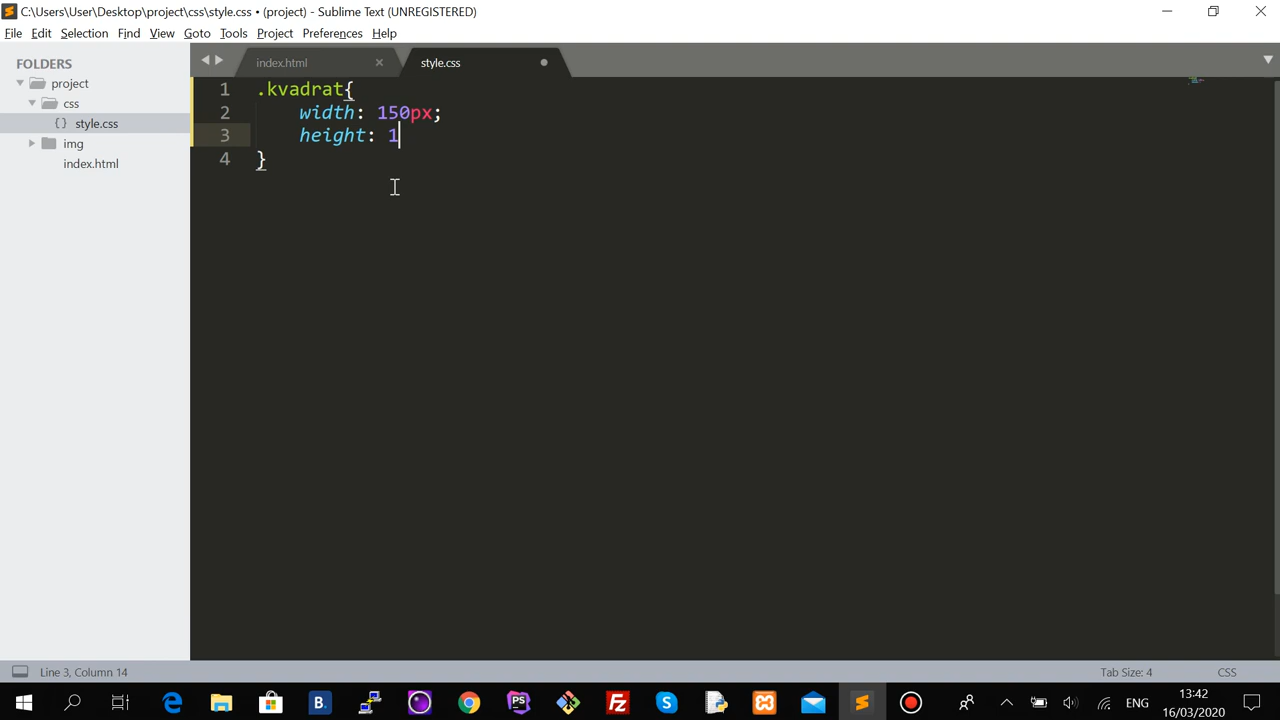 C:\Users\User\Desktop\project\css\style.css • (project) - Sublime Text (UNREGISTERED)
File Edit Selection Find View Goto Tools Project Preferences Help
FOLDERS
project
css
style.css
img
index.html
index.html style.css
1 .kvadrat{
2 width: 150px;
3 height: 1
4 }
Line 3, Column 14 Tab Size: 4 CSS
B. PS FZ S ENG 13:42
16/03/2020